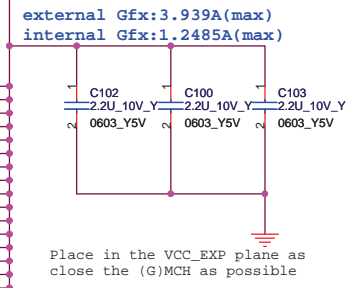 external Gfx:3.939A(max)
internal Gfx:1.2485A(max)
1 1 1
C102 C100 C103
2.2U_10V_Y 2.2U_10V_Y 2.2U_10V_Y
2 2 2
0603_Y5V 0603_Y5V 0603_Y5V
Place in the VCC_EXP plane as
close the (G)MCH as possible